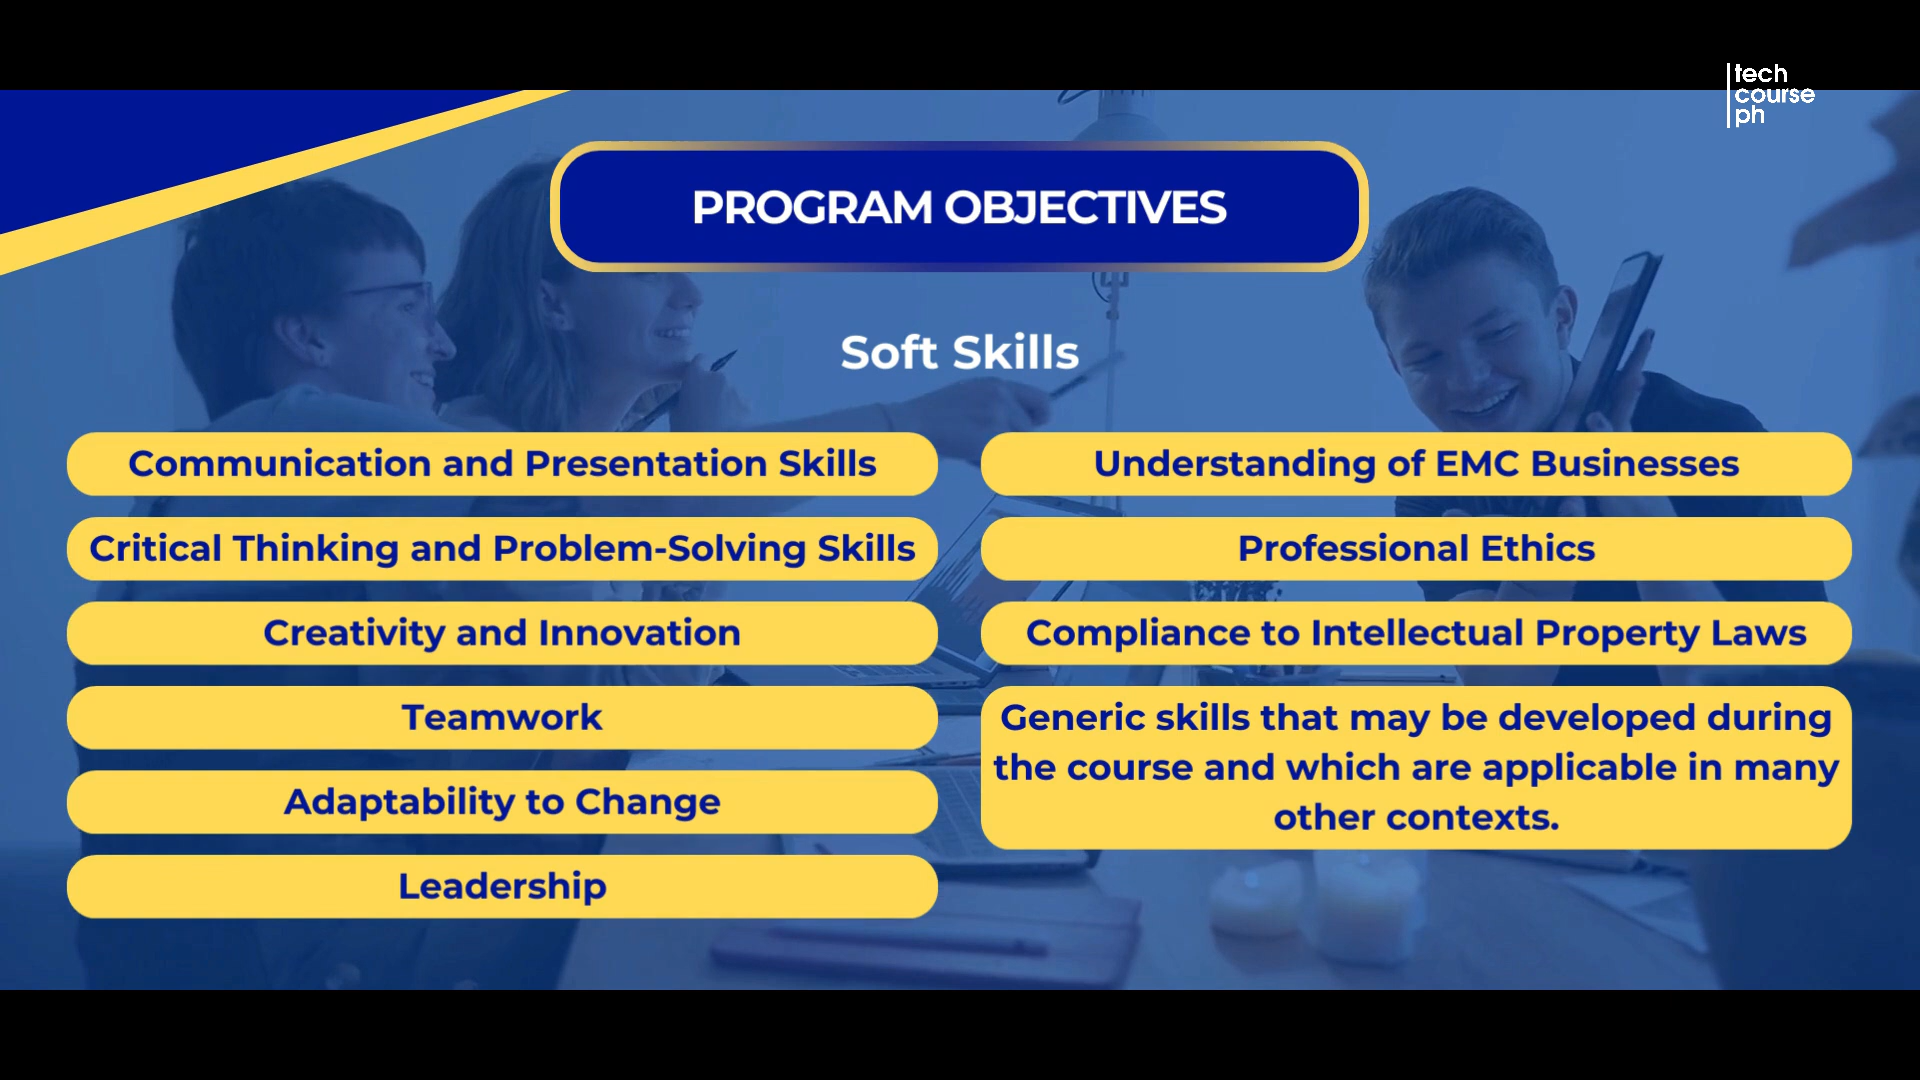 tech
course
ph
PROGRAM OBJECTIVES
Soft Skills
Communication and Presentation Skills
Critical Thinking and Problem-Solving Skills
Creativity and Innovation
Teamwork
Adaptability to Change
Leadership
Understanding of EMC Businesses
Professional Ethics
Compliance to Intellectual Property Laws
Generic skills that may be developed during
the course and which are applicable in many
other contexts.